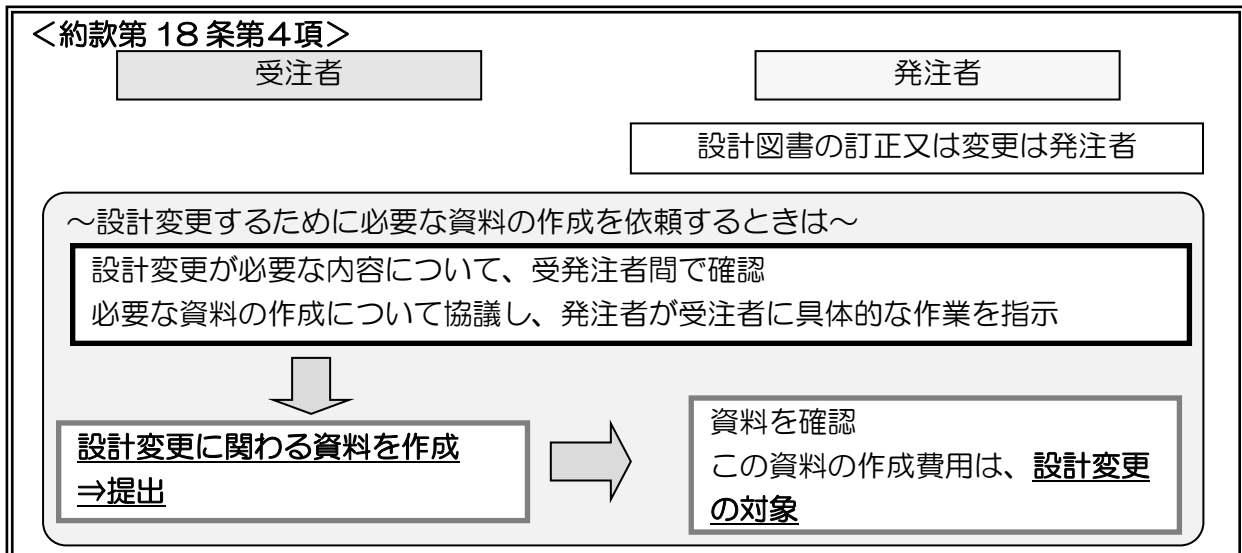 ＜約款第18条第４項＞
受注者
発注者
設計図書の訂正又は変更は発注者
～設計変更するために必要な資料の作成を依頼するときは～
設計変更が必要な内容について、受発注者間で確認
必要な資料の作成について協議し、発注者が受注者に具体的な作業を指示
設計変更に関わる資料を作成
⇒提出
資料を確認
この資料の作成費用は、設計変更
の対象